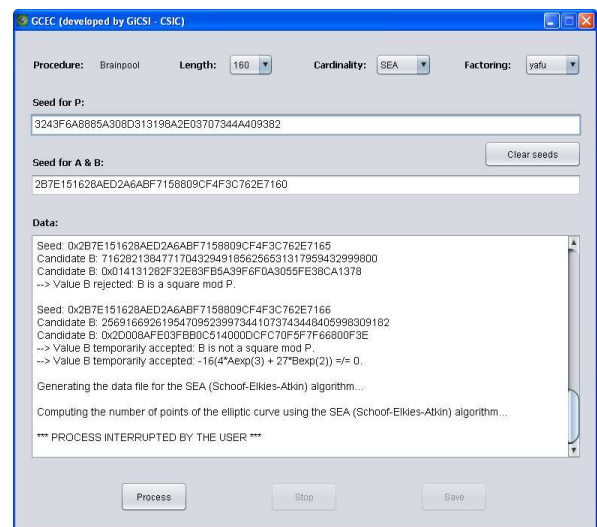 GCEC (developed by GiCSI - CSIC)
Procedure: Brainpool Length: 160 Cardinality: SEA Factoring: yafu
Seed for P:
3243F6A8885A308D313198A2E03707344A409382
Clear seeds
Seed for A & B:
2B7E151628AED2A6ABF7158809CF4F3C762E7160
Data:
Seed: 0x2B7E151628AED2A6ABF7158809CF4F3C762E7165
Candidate B: 7162821384771704329491856256531317959432999800
Candidate B: 0x014131282F32E83FB5A39F6F0A3055FE38CA1378
--> Value B rejected: B is a square mod P.
Seed: 0x2B7E151628AED2A6ABF7158809CF4F3C762E7166
Candidate B: 256916692619547095239973441073743448405998309182
Candidate B: 0x2D008AFE03FBB0C514000DCFC70F5F7F66800F3E
--> Value B temporarily accepted: B is not a square mod P.
--> Value B temporarily accepted: -16(4*Aexp(3) + 27*Bexp(2)) =/= 0.
Generating the data file for the SEA (Schoof-Elkies-Atkin) algorithm...
Computing the number of points of the elliptic curve using the SEA (Schoof-Elkies-Atkin) algorithm...
*** PROCESS INTERRUPTED BY THE USER ***
Process Stop Save